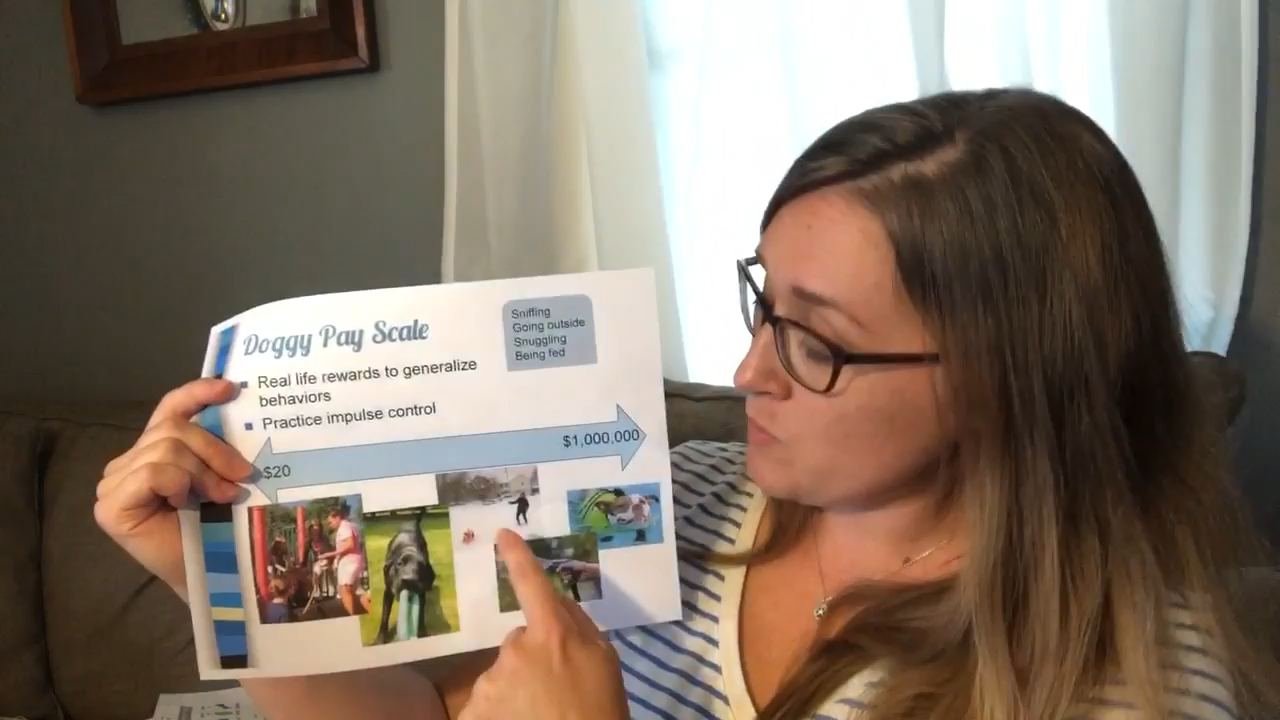 Doggy Pay Scale
Sniffing
Going outside
Snuggling
Being fed
Real life rewards to generalize
behaviors
Practice impulse control
$20
$1,000,000